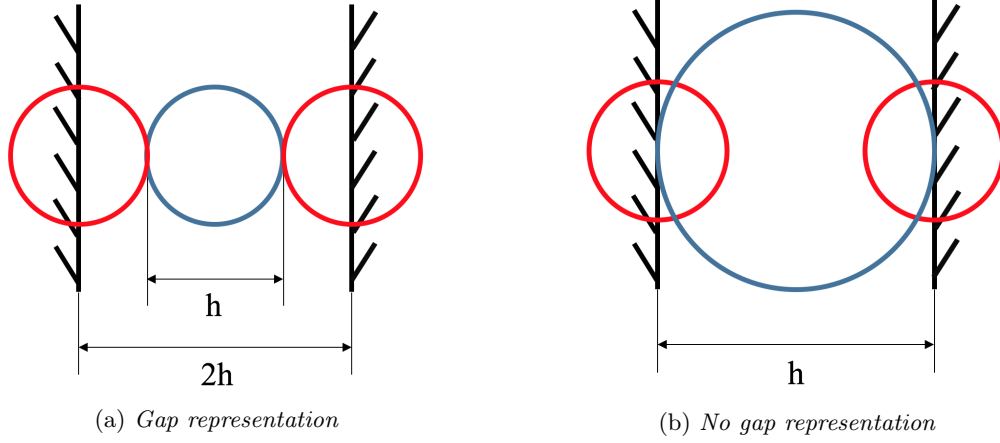 h
2h
(a) Gap representation
h
(b) No gap representation